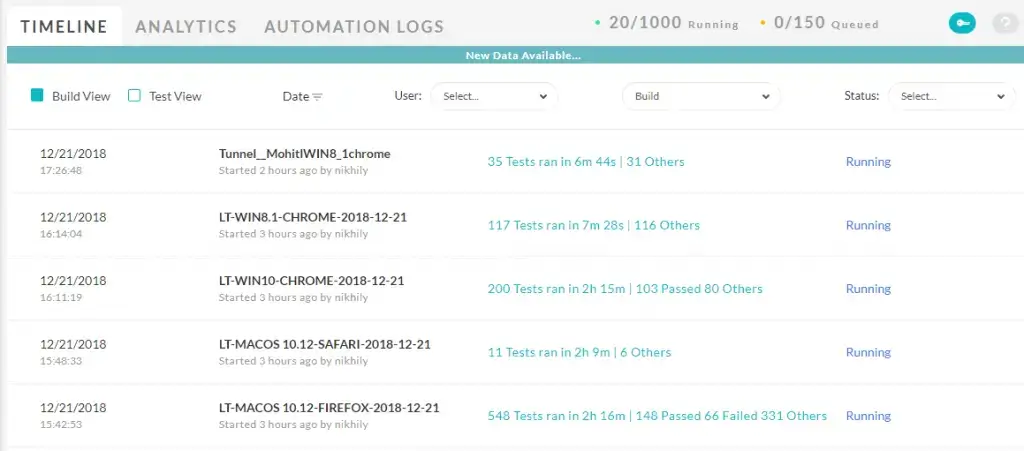 TIMELINE ANALYTICS AUTOMATION LOGS • 20/1000 Running • 0/150 Queued ?
New Data Available...
Build View Test View Date User: Select... Build Status: Select...
12/21/2018 Tunnel__MohitlWIN8_1chrome 35 Tests ran in 6m 44s | 31 Others Running
17:26:48 Started 2 hours ago by nikhily
12/21/2018 LT-WIN8.1-CHROME-2018-12-21 117 Tests ran in 7m 28s | 116 Others Running
16:14:04 Started 3 hours ago by nikhily
12/21/2018 LT-WIN10-CHROME-2018-12-21 200 Tests ran in 2h 15m | 103 Passed 80 Others Running
16:11:19 Started 3 hours ago by nikhily
12/21/2018 LT-MACOS 10.12-SAFARI-2018-12-21 11 Tests ran in 2h 9m | 6 Others Running
15:48:33 Started 3 hours ago by nikhily
12/21/2018 LT-MACOS 10.12-FIREFOX-2018-12-21 548 Tests ran in 2h 16m | 148 Passed 66 Failed 331 Others Running
15:42:53 Started 3 hours ago by nikhily